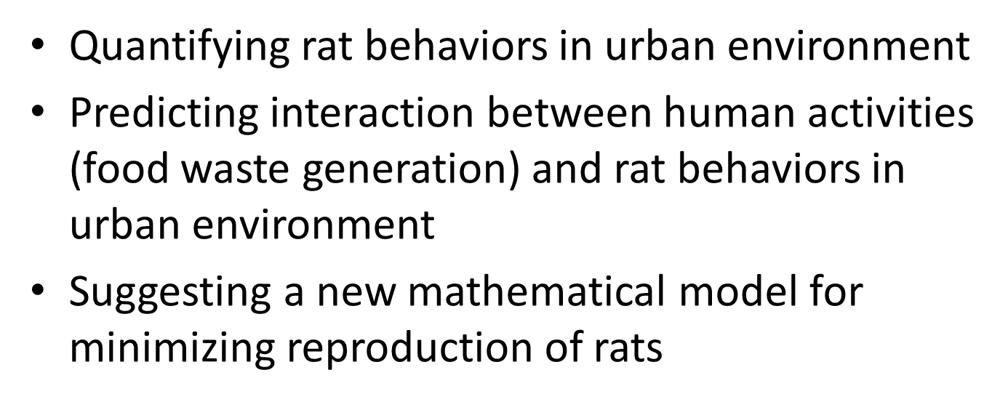 • Quantifying rat behaviors in urban environment
• Predicting interaction between human activities
(food waste generation) and rat behaviors in
urban environment
• Suggesting a new mathematical model for
minimizing reproduction of rats